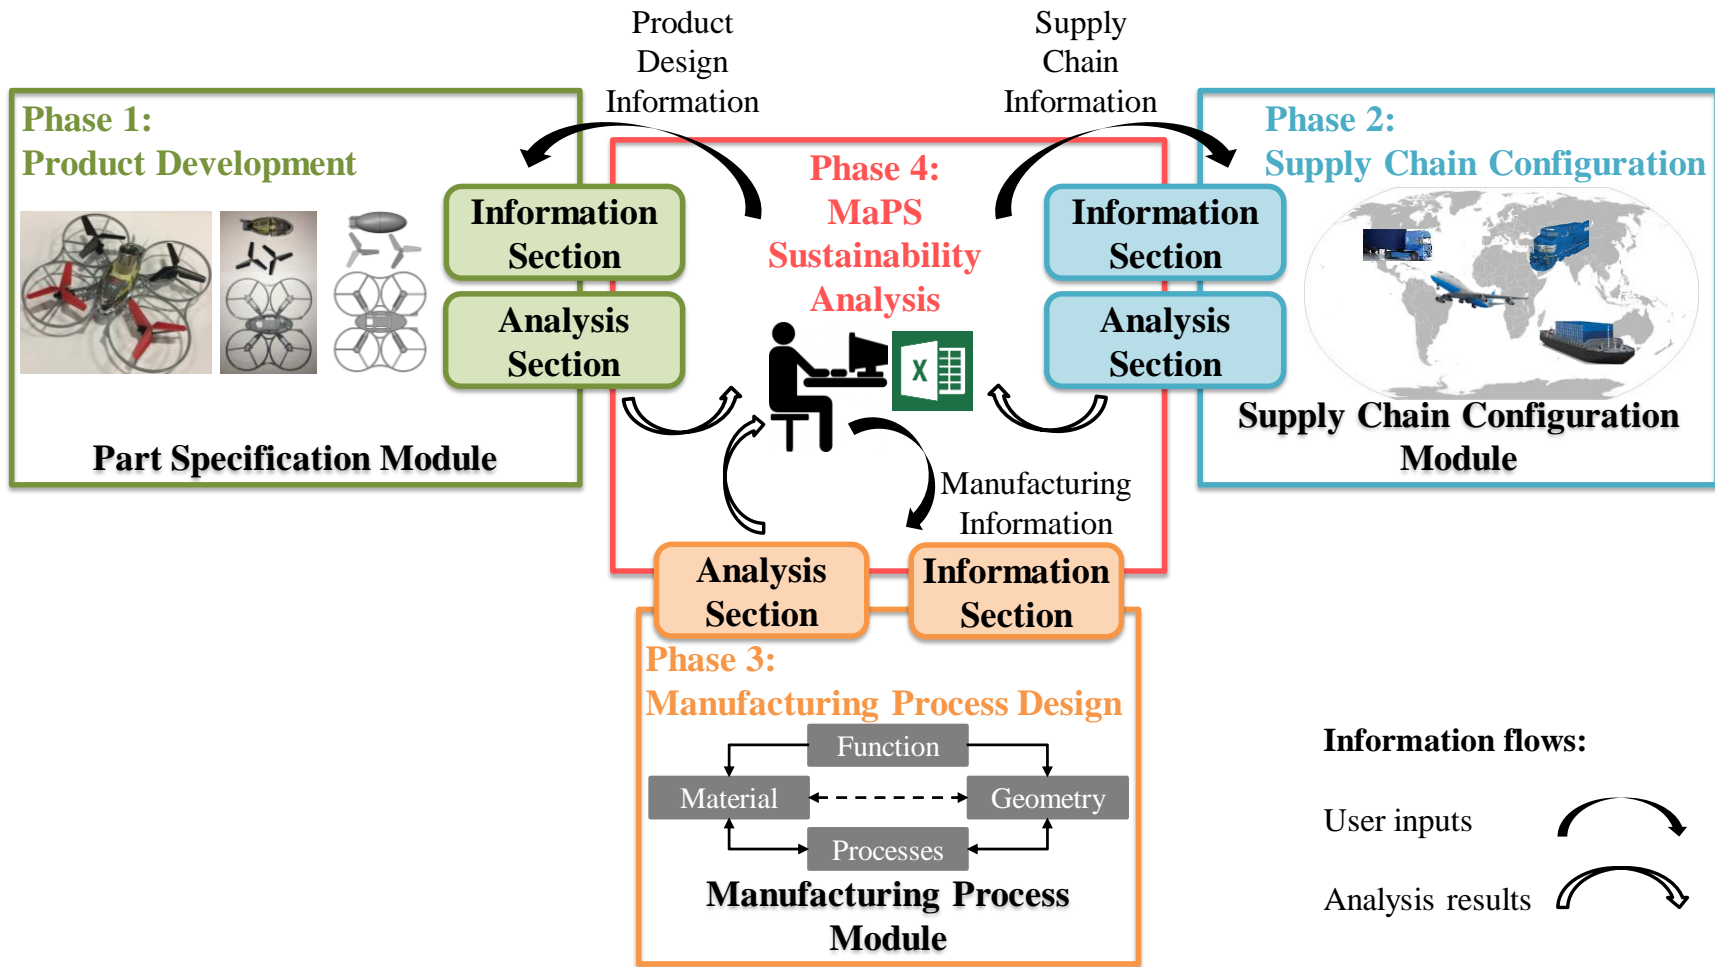 Product
Design
Information
Supply
Chain
Information
Phase 1:
Product Development
Information
Section
Analysis
Section
Part Specification Module
Phase 4:
MaPS
Sustainability
Analysis
X
Phase 2:
Supply Chain Configuration
Information
Section
Analysis
Section
Supply Chain Configuration
Module
Manufacturing
Information
Analysis
Section
Information
Section
Phase 3:
Manufacturing Process Design
Function
Material
Geometry
Processes
Manufacturing Process
Module
Information flows:
User inputs
Analysis results